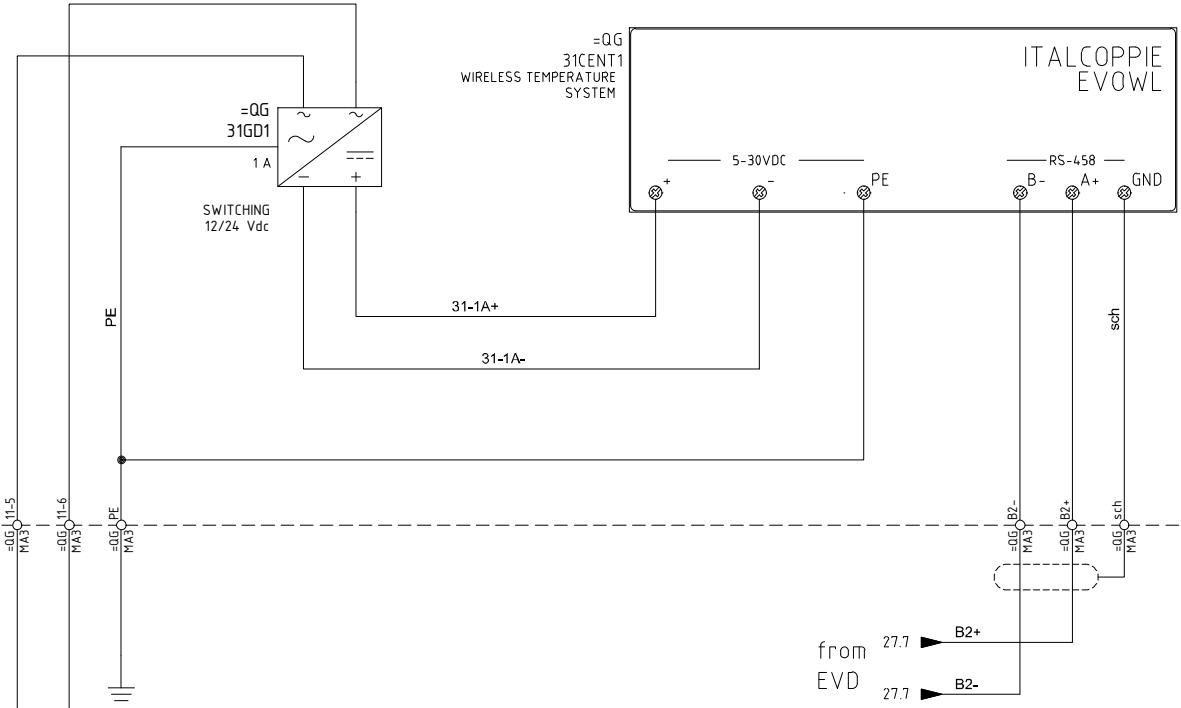 =QG
31CENT1
WIRELESS TEMPERATURE
SYSTEM
ITALCOPPIE
EVOWL
5-30VDC
RS-458
+
-
PE
B-
A+
GND
=QG
31GD1
1 A
~ ~
~
- +
SWITCHING
12/24 Vdc
31-1A+
31-1A-
PE
sch
=QG 11-5
MA3
=QG 11-6
MA3
=QG PE
MA3
=QG B2-
MA3
=QG B2+
MA3
=QG sch
MA3
from
EVD
27.7 B2+
27.7 B2-